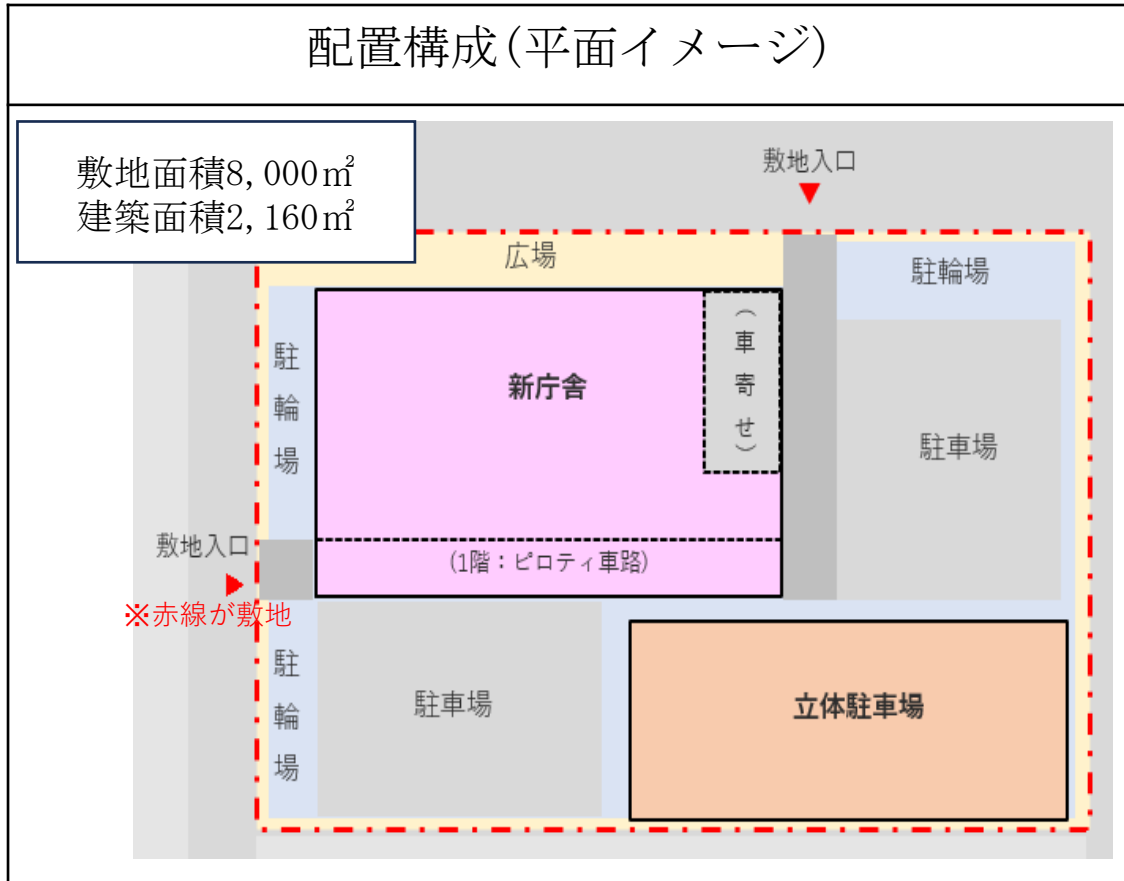 配置構成(平面イメージ)
敷地面積8,000㎡
建築面積2,160㎡
敷地入口
広場
駐輪場
駐輪場
新庁舎
(車寄せ)
駐車場
敷地入口
(1階：ピロティ車路)
※赤線が敷地
駐輪場
駐車場
立体駐車場